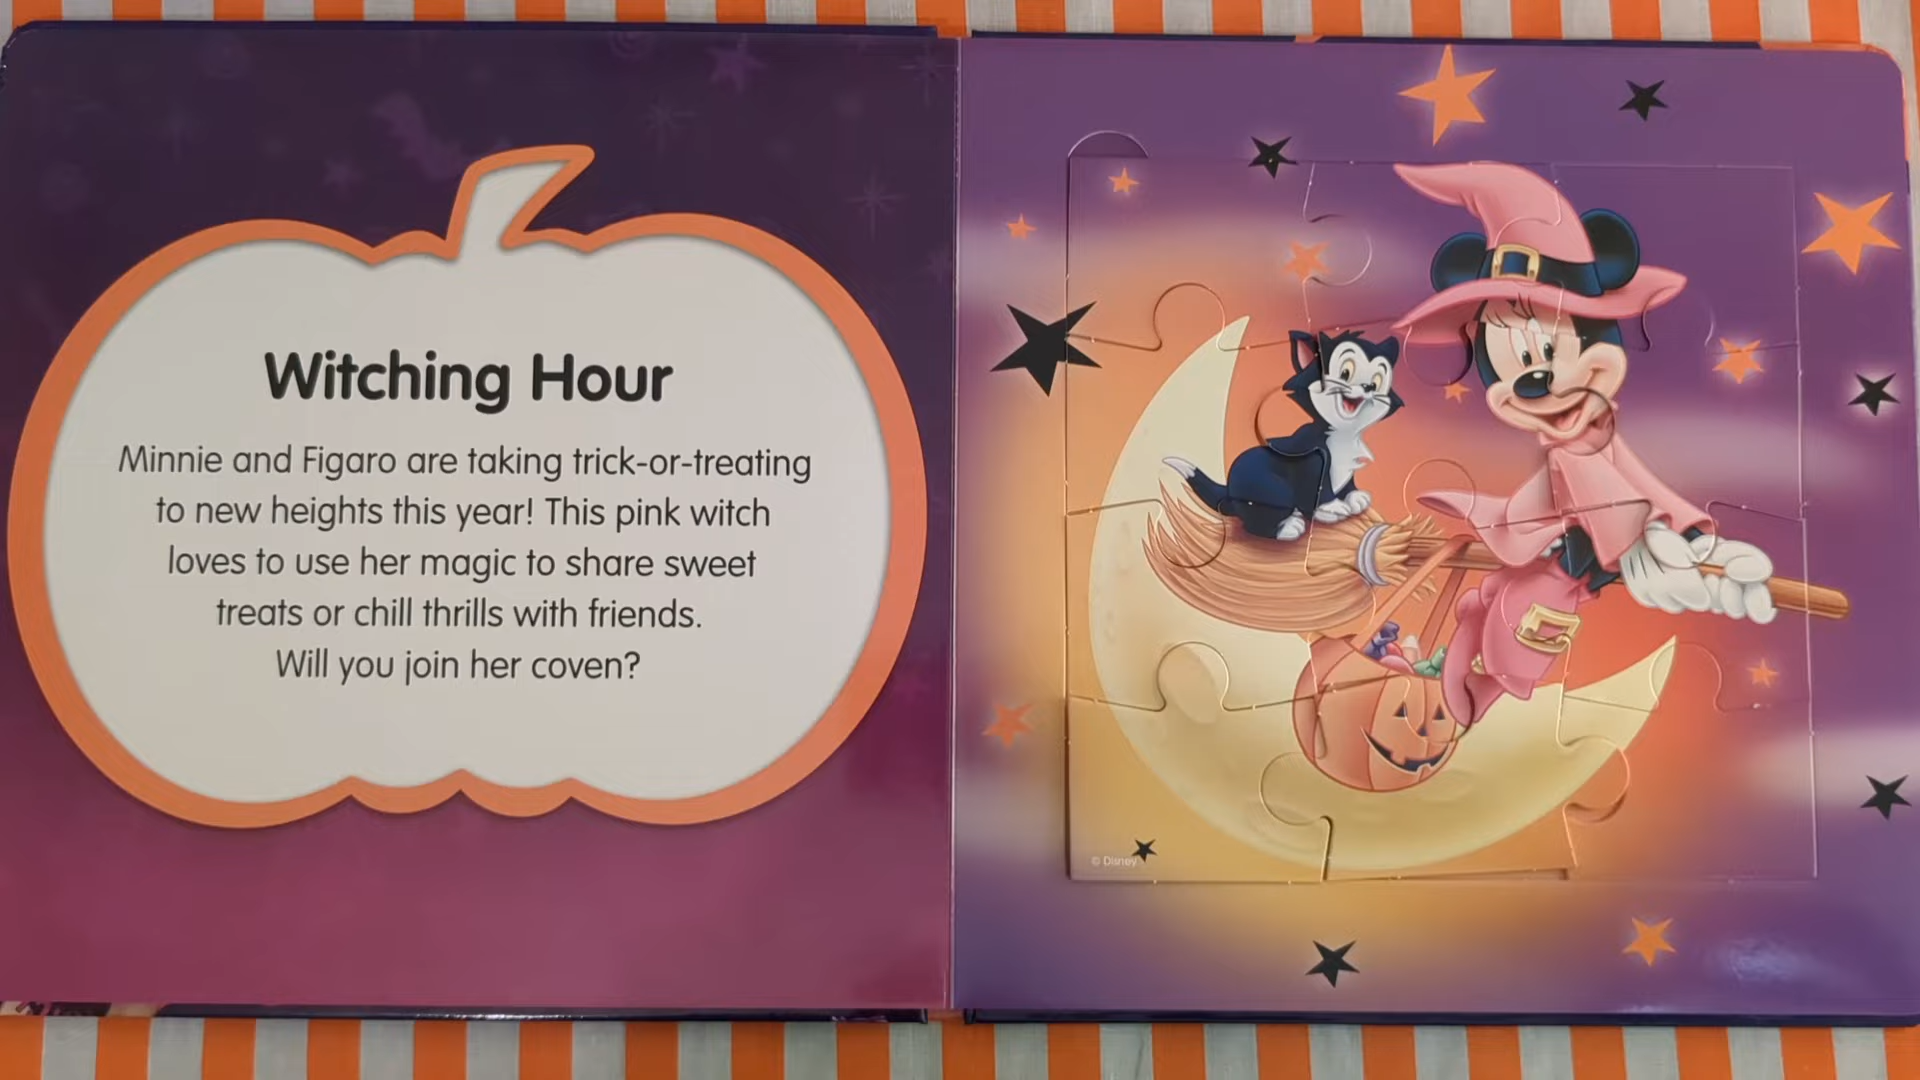 Witching Hour
Minnie and Figaro are taking trick-or-treating
to new heights this year! This pink witch
loves to use her magic to share sweet
treats or chill thrills with friends.
Will you join her coven?
© Disney